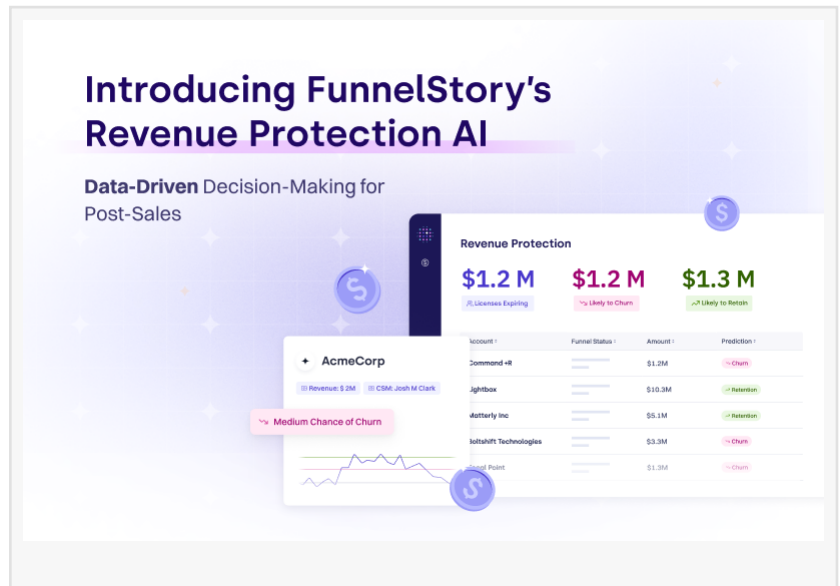 Introducing FunnelStory's
Revenue Protection AI
Data-Driven Decision-Making for
Post-Sales
Revenue Protection
$1.2 M
$1.2 M
$1.3 M
Licenses Expiring
Likely to Churn
Likely to Retain
Account
Funnel Status
Amount
Prediction
Command +R
$1.2M
Churn
Lightbox
$10.3M
Retention
Matterly Inc
$5.1M
Retention
Boltshift Technologies
$3.3M
Churn
Point
$1.3M
Churn
AcmeCorp
Revenue: $ 2M
CSM: Josh M Clark
Medium Chance of Churn